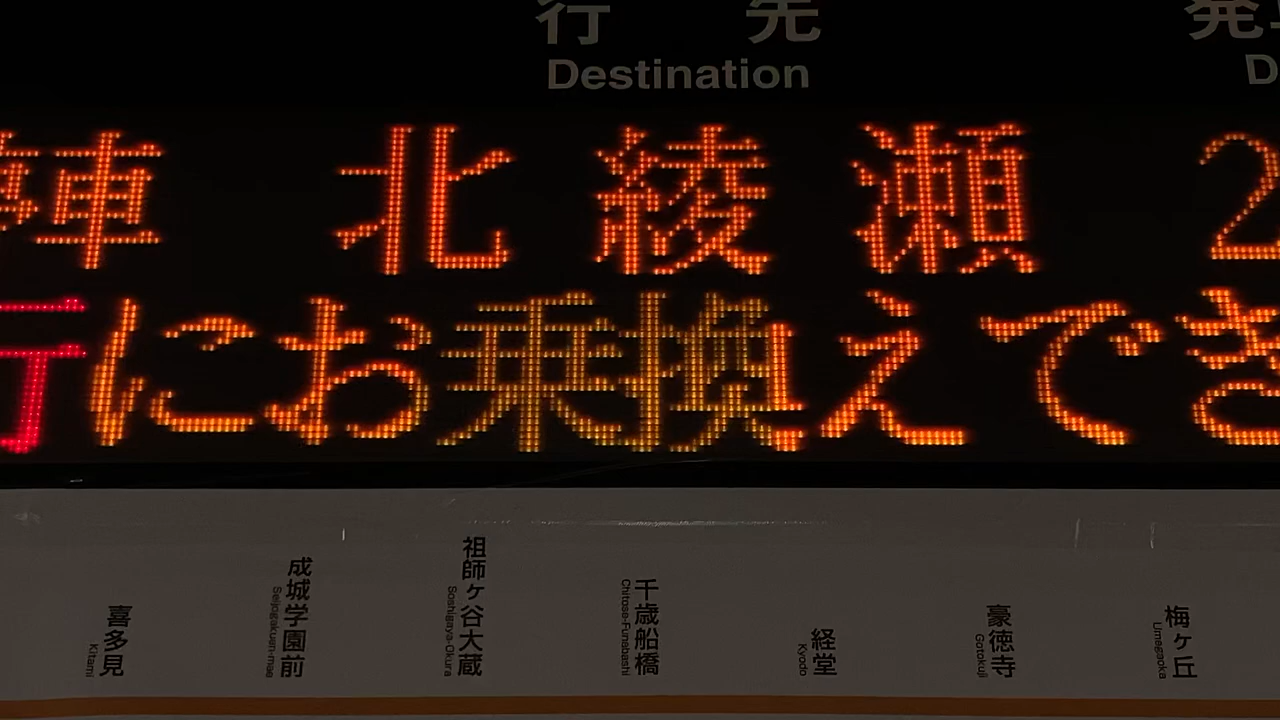 行先 発車
Destination D
準 北綾瀬 2
行にお乗換えでき
喜多見 Kitami
成城学園前 Seijogakuen-mae
祖師ヶ谷大蔵 Soshigaya-Okura
千歳船橋 Chitose-Funabashi
経堂 Kyodo
豪徳寺 Gotokuji
梅ヶ丘 Umegaoka